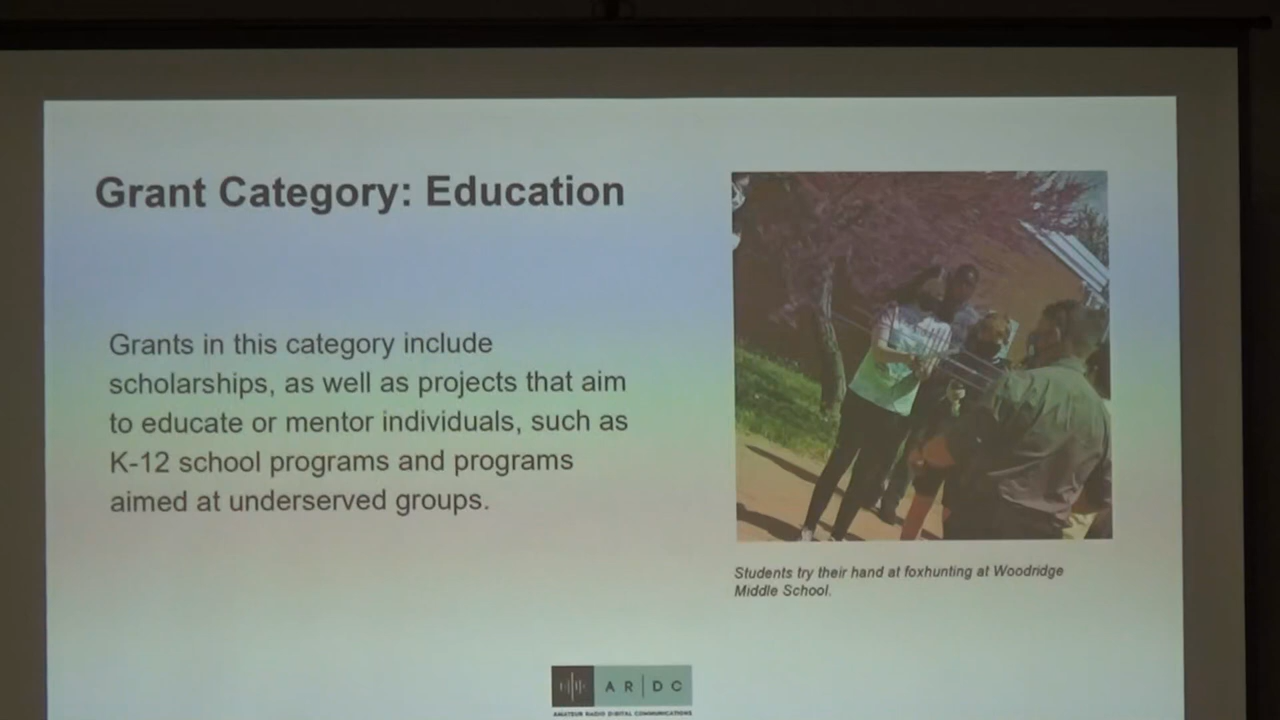 Grant Category: Education
Grants in this category include
scholarships, as well as projects that aim
to educate or mentor individuals, such as
K-12 school programs and programs
aimed at underserved groups.
Students try their hand at foxhunting at Woodridge
Middle School.
AR|DC
AMATEUR RADIO DIGITAL COMMUNICATIONS